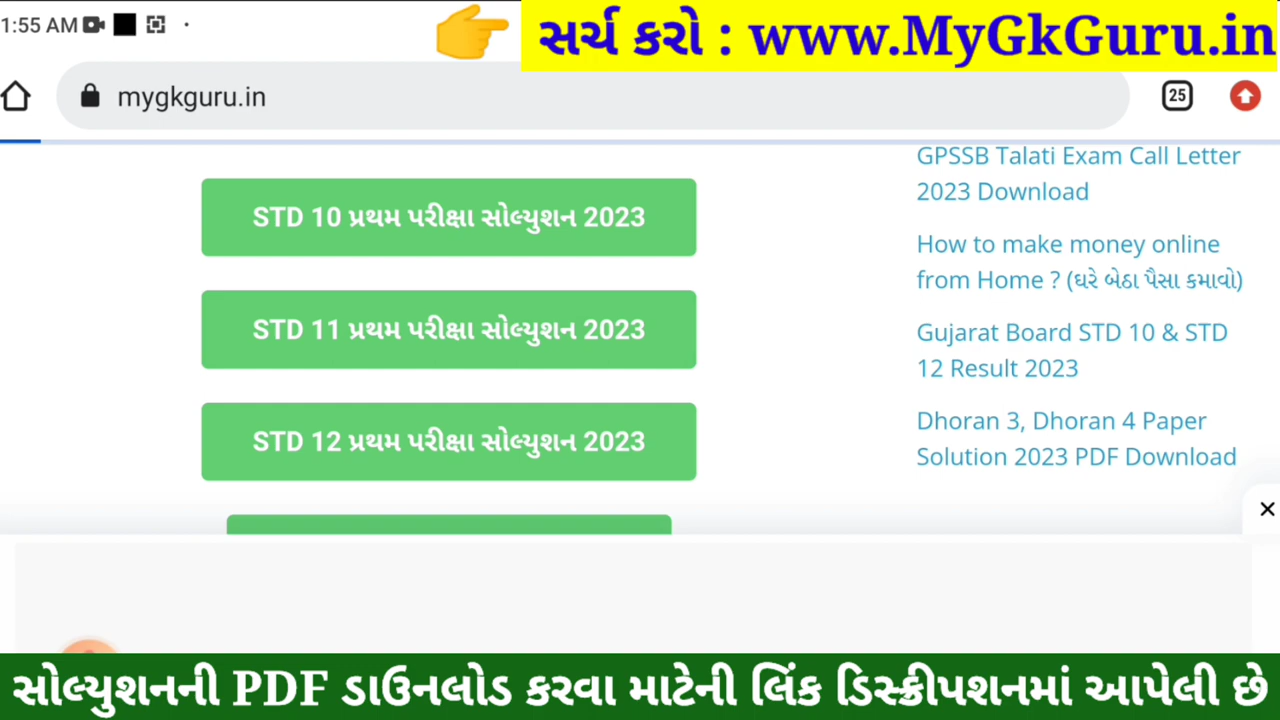 1:55 AM
સર્ચ કરો : www.MyGkGuru.in
mygkguru.in
25
STD 10 પ્રથમ પરીક્ષા સોલ્યુશન 2023
STD 11 પ્રથમ પરીક્ષા સોલ્યુશન 2023
STD 12 પ્રથમ પરીક્ષા સોલ્યુશન 2023
GPSSB Talati Exam Call Letter
2023 Download
How to make money online
from Home ? (ઘરે બેઠા પૈસા કમાવો)
Gujarat Board STD 10 & STD
12 Result 2023
Dhoran 3, Dhoran 4 Paper
Solution 2023 PDF Download
સોલ્યુશનની PDF ડાઉનલોડ કરવા માટેની લિંક ડિસ્ક્રીપશનમાં આપેલી છે